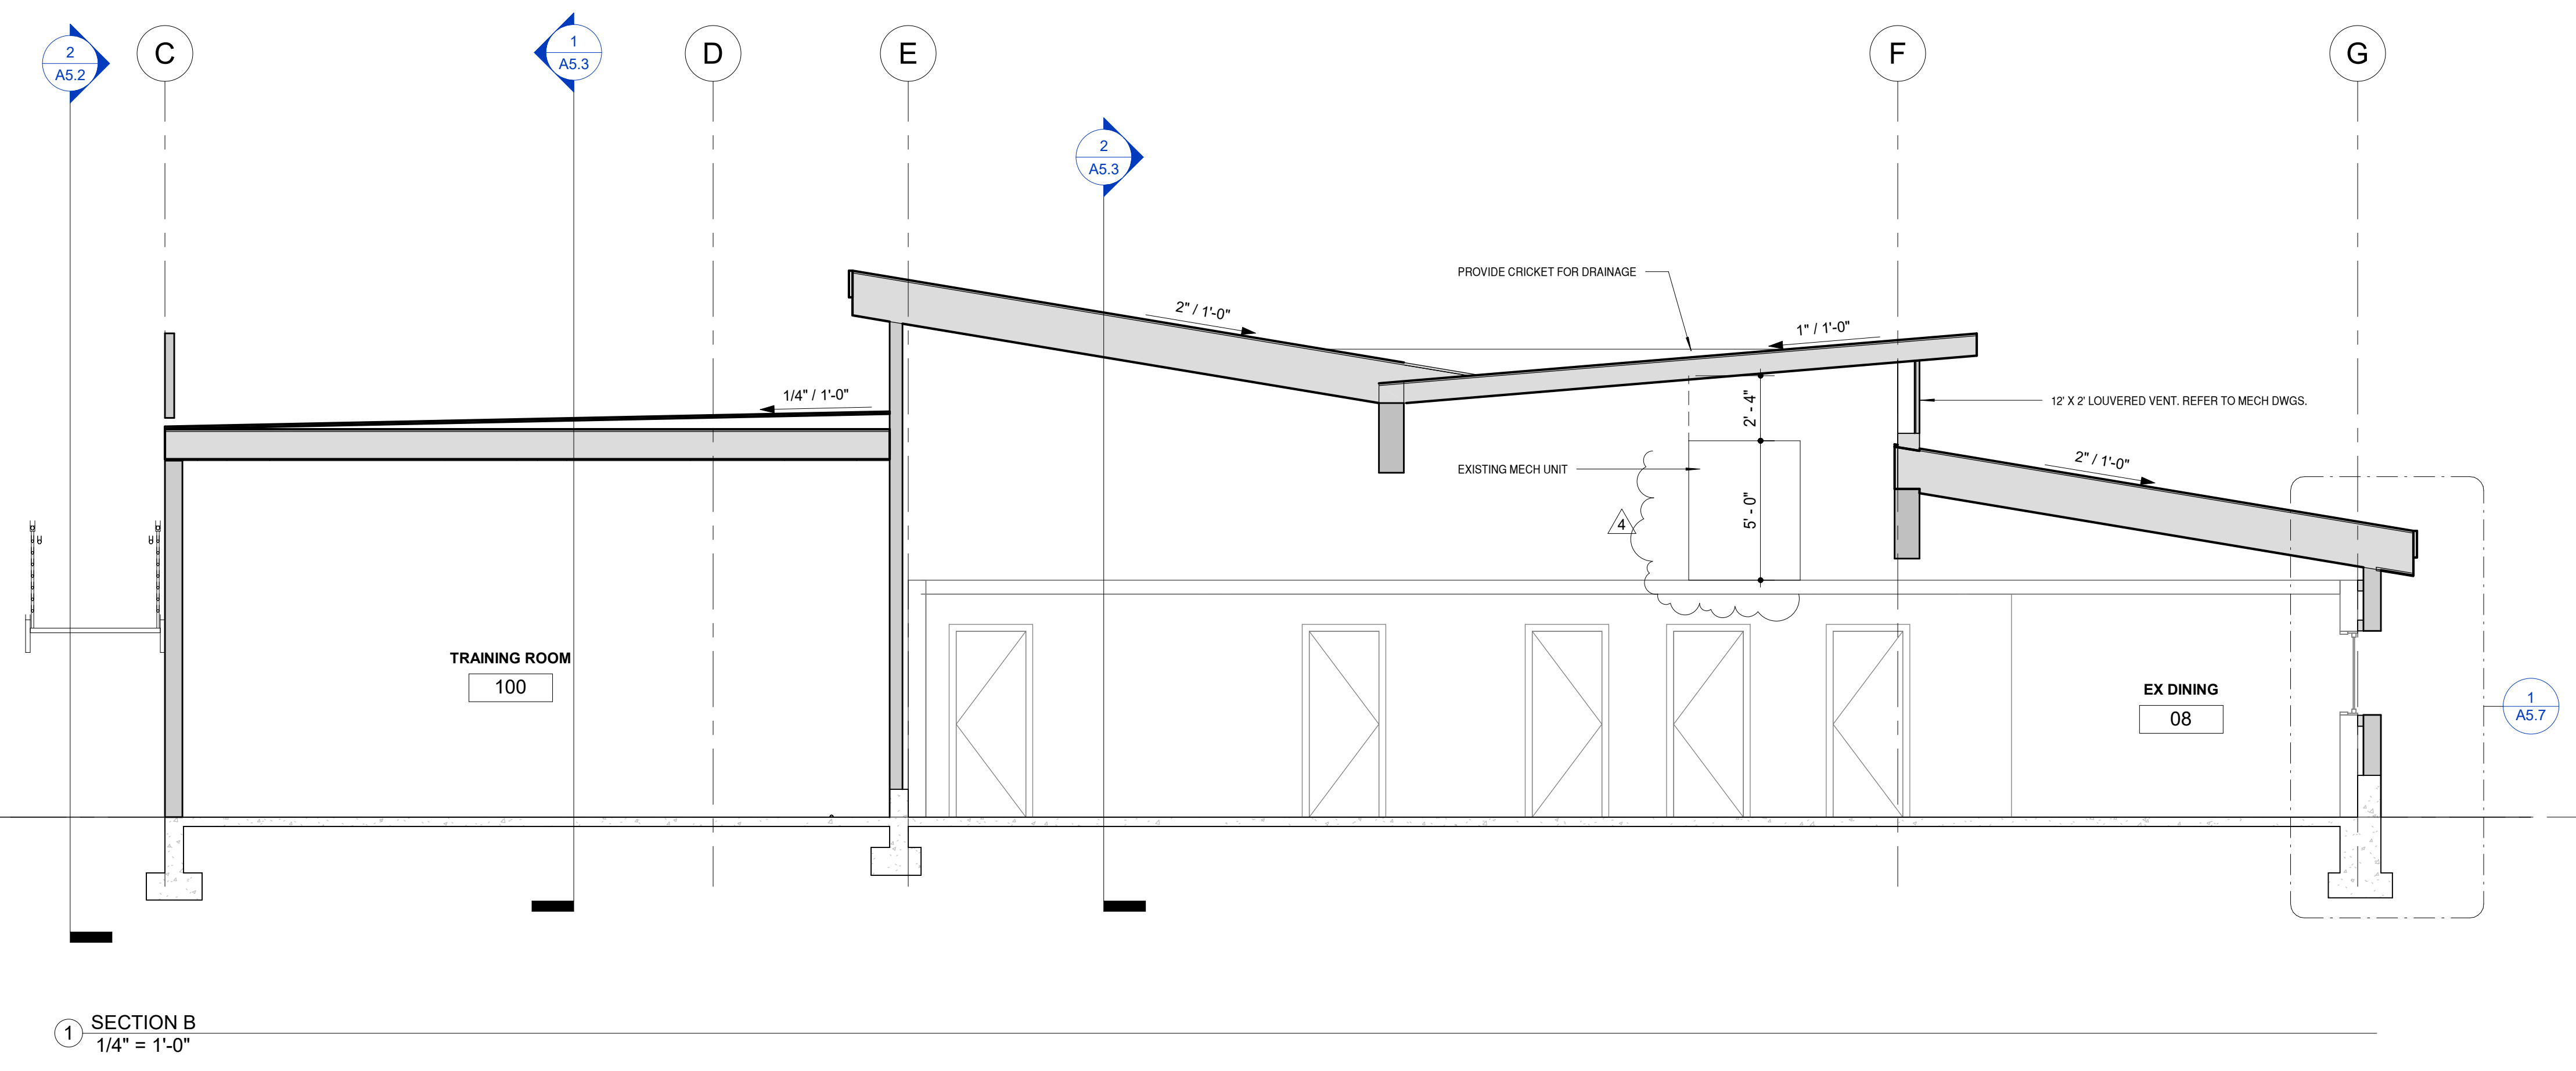 2
A5.2
C
1
A5.3
D
E
2
A5.3
F
G
PROVIDE CRICKET FOR DRAINAGE
2" / 1'-0"
1" / 1'-0"
1/4" / 1'-0"
2' - 4"
12' X 2' LOUVERED VENT. REFER TO MECH DWGS.
EXISTING MECH UNIT
2" / 1'-0"
5' - 0"
4
TRAINING ROOM
100
EX DINING
08
1
A5.7
1
SECTION B
1/4" = 1'-0"